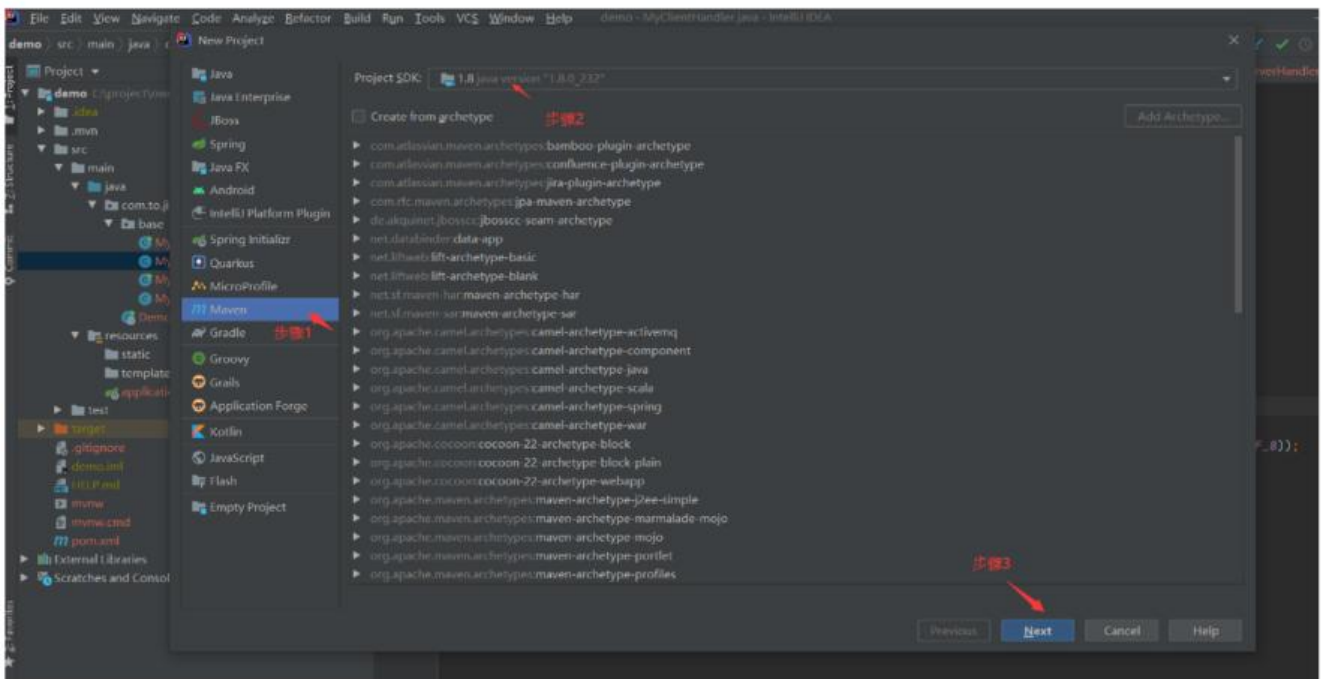 File Edit View Navigate Code Analyze Refactor Build Run Tools VCS Window Help demo - MyClientHandler.java - IntelliJ IDEA
demo src main java
New Project
Project
demo
.idea
.mvn
src
main
java
com.to.ji
base
resources
static
template
applicati
test
target
.gitignore
demo.iml
HELP.md
mvnw
mvnw.cmd
pom.xml
External Libraries
Scratches and Consol
1: Project
Commit
2: Favorites
Java
Java Enterprise
JBoss
Spring
Java FX
Android
IntelliJ Platform Plugin
Spring Initializr
Quarkus
MicroProfile
Maven
步骤1
Gradle
Groovy
Grails
Application Forge
Kotlin
JavaScript
Flash
Empty Project
Project SDK: 1.8 java version "1.8.0_232"
步骤2
Create from archetype
Add Archetype...
com.atlassian.maven.archetypes:bamboo-plugin-archetype
com.atlassian.maven.archetypes:confluence-plugin-archetype
com.atlassian.maven.archetypes:jira-plugin-archetype
com.rfc.maven.archetypes:jpa-maven-archetype
de.akquinet.jbosscc:jbosscc-seam-archetype
net.databinder:data-app
net.liftweb:lift-archetype-basic
net.liftweb:lift-archetype-blank
net.sf.maven-har:maven-archetype-har
net.sf.maven-sar:maven-archetype-sar
org.apache.camel.archetypes:camel-archetype-activemq
org.apache.camel.archetypes:camel-archetype-component
org.apache.camel.archetypes:camel-archetype-java
org.apache.camel.archetypes:camel-archetype-scala
org.apache.camel.archetypes:camel-archetype-spring
org.apache.camel.archetypes:camel-archetype-war
org.apache.cocoon:cocoon-22-archetype-block
org.apache.cocoon:cocoon-22-archetype-block-plain
org.apache.cocoon:cocoon-22-archetype-webapp
org.apache.maven.archetypes:maven-archetype-j2ee-simple
org.apache.maven.archetypes:maven-archetype-marmalade-mojo
org.apache.maven.archetypes:maven-archetype-mojo
org.apache.maven.archetypes:maven-archetype-portlet
org.apache.maven.archetypes:maven-archetype-profiles
步骤3
Previous Next Cancel Help
verHandler
F_8));